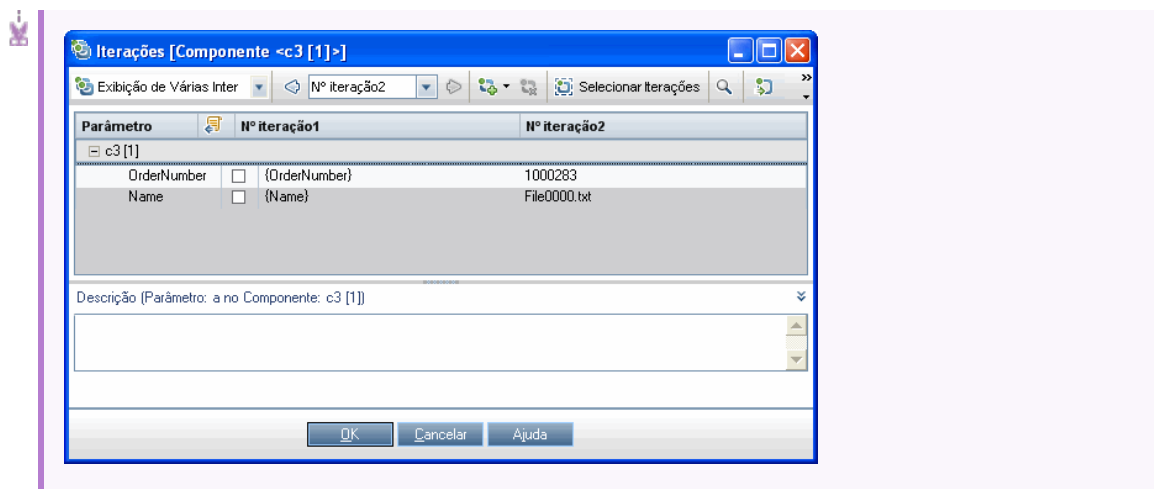 Iterações [Componente <c3 [1]>]
Exibição de Várias Inter Nº iteração2 Selecionar Iterações
Parâmetro Nº iteração1 Nº iteração2
c3 [1]
OrderNumber {OrderNumber} 1000283
Name {Name} File0000.txt
Descrição (Parâmetro: a no Componente: c3 [1])
OK Cancelar Ajuda